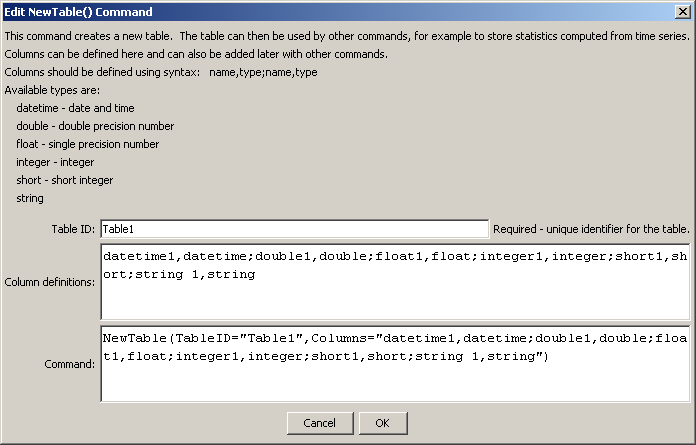 Edit NewTable() Command
This command creates a new table.  The table can then be used by other commands, for example to store statistics computed from time series.
Columns can be defined here and can also be added later with other commands.
Columns should be defined using syntax:   name,type;name,type
Available types are:
datetime - date and time
double - double precision number
float - single precision number
integer - integer
short - short integer
string
Table ID: Table1 Required - unique identifier for the table.
datetime1,datetime;double1,double;float1,float;integer1,integer;short1,sh
Column definitions: ort;string 1,string
NewTable(TableID="Table1",Columns="datetime1,datetime;double1,double;floa
Command: t1,float;integer1,integer;short1,short;string 1,string")
Cancel OK